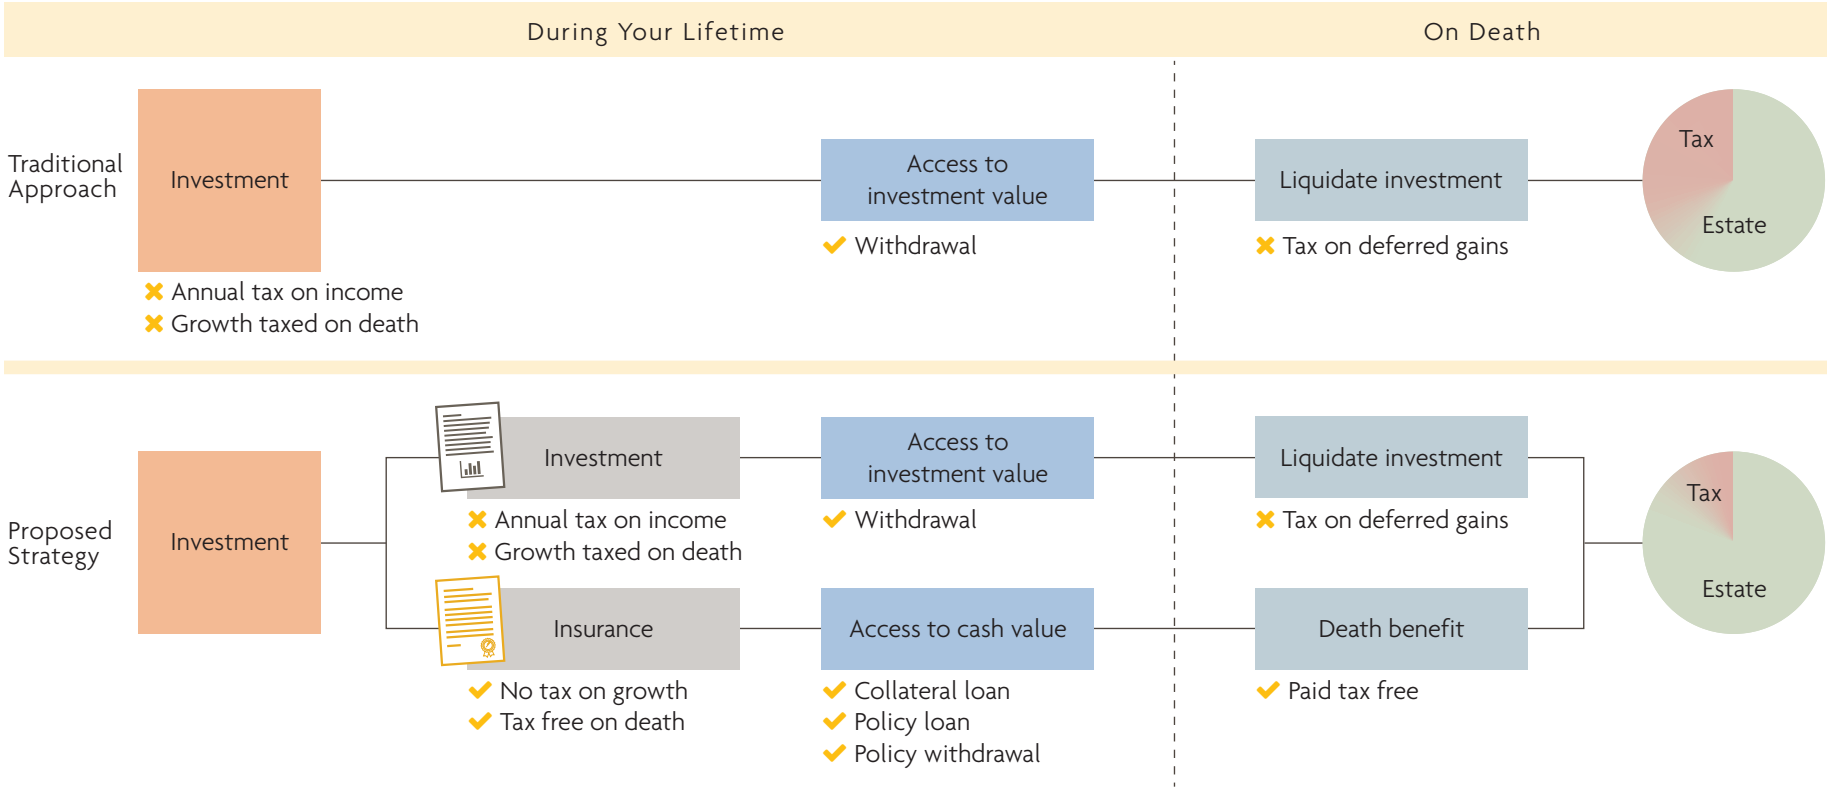 During Your Lifetime
On Death
Traditional
Approach
Investment
Annual tax on income
Growth taxed on death
Access to
investment value
Withdrawal
Liquidate investment
Tax on deferred gains
Tax
Estate
Proposed
Strategy
Investment
Investment
Annual tax on income
Growth taxed on death
Access to
investment value
Withdrawal
Liquidate investment
Tax on deferred gains
Insurance
No tax on growth
Tax free on death
Access to cash value
Collateral loan
Policy loan
Policy withdrawal
Death benefit
Paid tax free
Tax
Estate